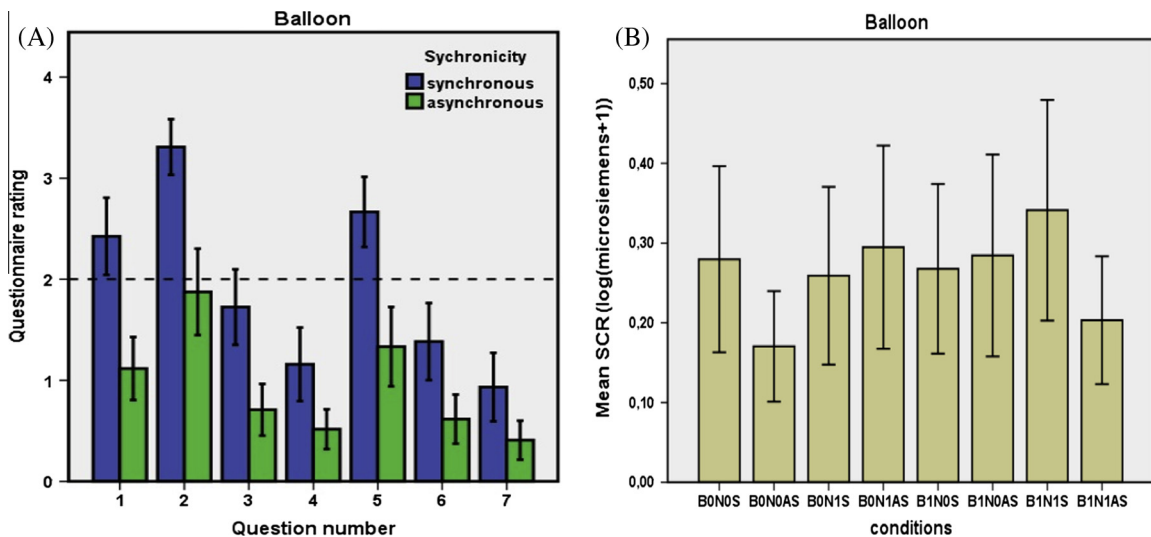 (A)
Balloon
Sychronicity
synchronous
asynchronous
4
3
2
1
0
Questionnaire rating
1 2 3 4 5 6 7
Question number
(B)
Balloon
0,50
0,40
0,30
0,20
0,10
0,00
Mean SCR (log(microsiemens+1))
B0N0S B0N0AS B0N1S B0N1AS B1N0S B1N0AS B1N1S B1N1AS
conditions